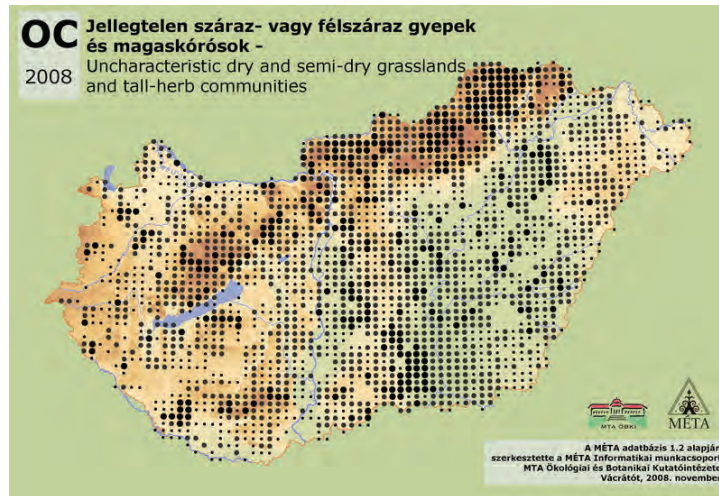 OC
2008
Jellegtelen száraz- vagy félszáraz gyepek
és magaskórósok -
Uncharacteristic dry and semi-dry grasslands
and tall-herb communities
MTA ÖBKI
MÉTA
A MÉTA adatbázis 1.2 alapján
szerkesztette a MÉTA Informatikai munkacsoport
MTA Ökológiai és Botanikai Kutatóintézete
Vácrátót, 2008. november